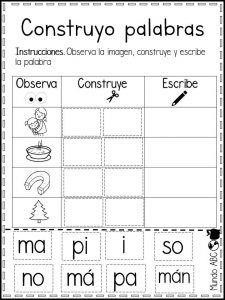 Construyo palabras
Instrucciones. Observa la imagen, construye y escribe
la palabra
Observa Construye Escribe
ma pi i so
no má pa mán
Mundo ABC